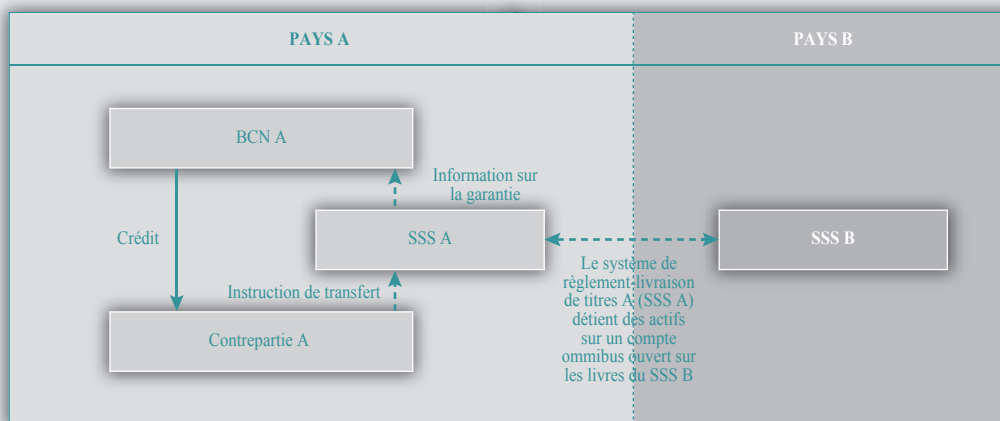 PAYS A
PAYS B
BCN A
Information sur
la garantie
Crédit
SSS A
SSS B
Instruction de transfert
Contrepartie A
Le système de
règlement-livraison
de titres A (SSS A)
détient des actifs
sur un compte
ommibus ouvert sur
les livres du SSS B